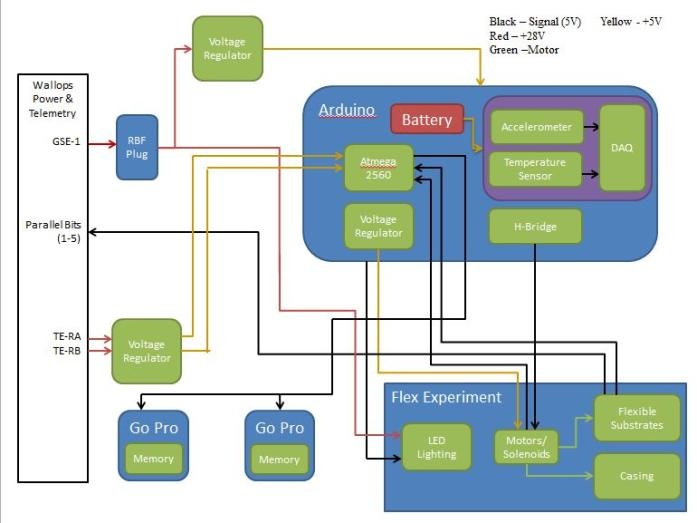 Black – Signal (5V) Yellow - +5V
Red – +28V
Green –Motor
Voltage
Regulator
Wallops
Power &
Telemetry
GSE-1
RBF
Plug
Parallel Bits
(1-5)
TE-RA
TE-RB
Voltage
Regulator
Arduino
Battery
Atmega
2560
Voltage
Regulator
Accelerometer
Temperature
Sensor
DAQ
H-Bridge
Go Pro
Memory
Go Pro
Memory
Flex Experiment
LED
Lighting
Motors/
Solenoids
Flexible
Substrates
Casing